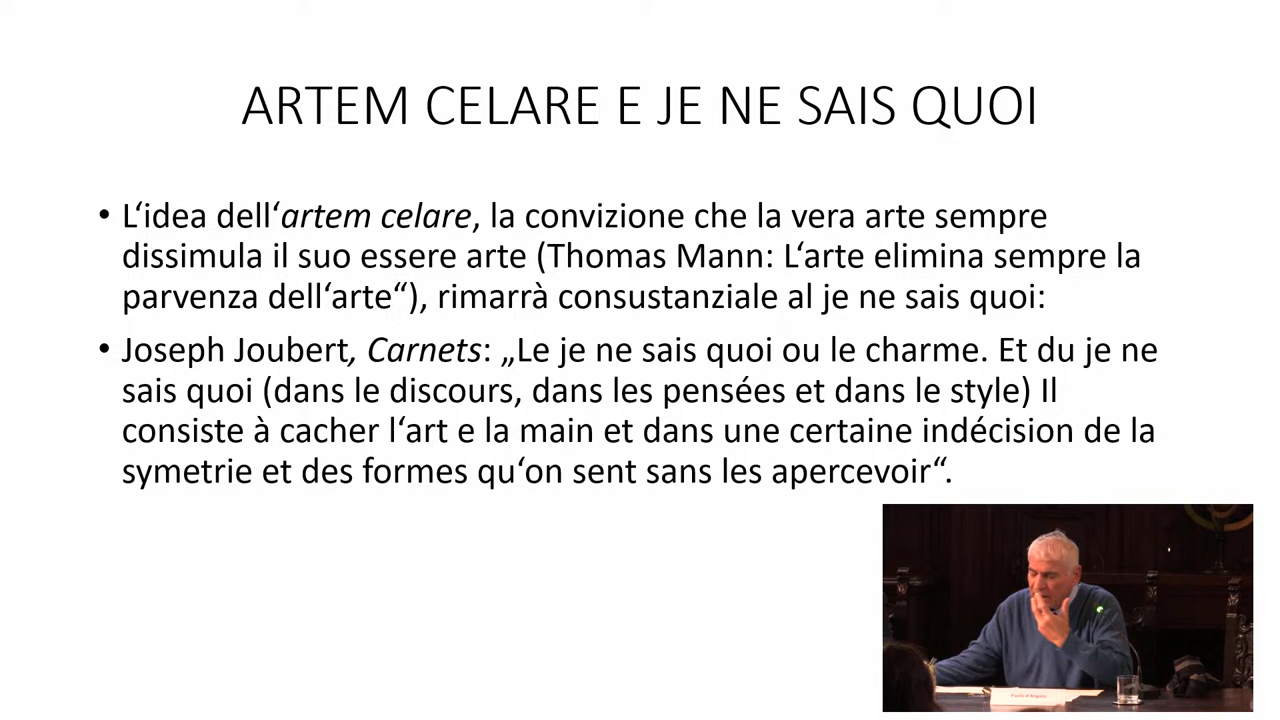 ARTEM CELARE E JE NE SAIS QUOI
• L‘idea dell‘artem celare, la convizione che la vera arte sempre
dissimula il suo essere arte (Thomas Mann: L‘arte elimina sempre la
parvenza dell‘arte“), rimarrà consustanziale al je ne sais quoi:
• Joseph Joubert, Carnets: „Le je ne sais quoi ou le charme. Et du je ne
sais quoi (dans le discours, dans les pensées et dans le style) Il
consiste à cacher l‘art e la main et dans une certaine indécision de la
symetrie et des formes qu‘on sent sans les apercevoir“.
Paolo d'Angelo